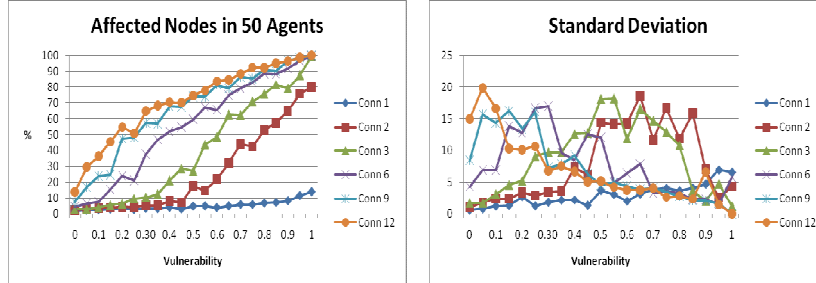 Affected Nodes in 50 Agents
100
90
80
70
60
50
40
30
20
10
0
%
0 0.1 0.2 0.3 0.4 0.5 0.6 0.7 0.8 0.9 1
Vulnerability
Conn 1
Conn 2
Conn 3
Conn 6
Conn 9
Conn 12
Standard Deviation
25
20
15
10
5
0
0 0.1 0.2 0.3 0.4 0.5 0.6 0.7 0.8 0.9 1
Vulnerability
Conn 1
Conn 2
Conn 3
Conn 6
Conn 9
Conn 12